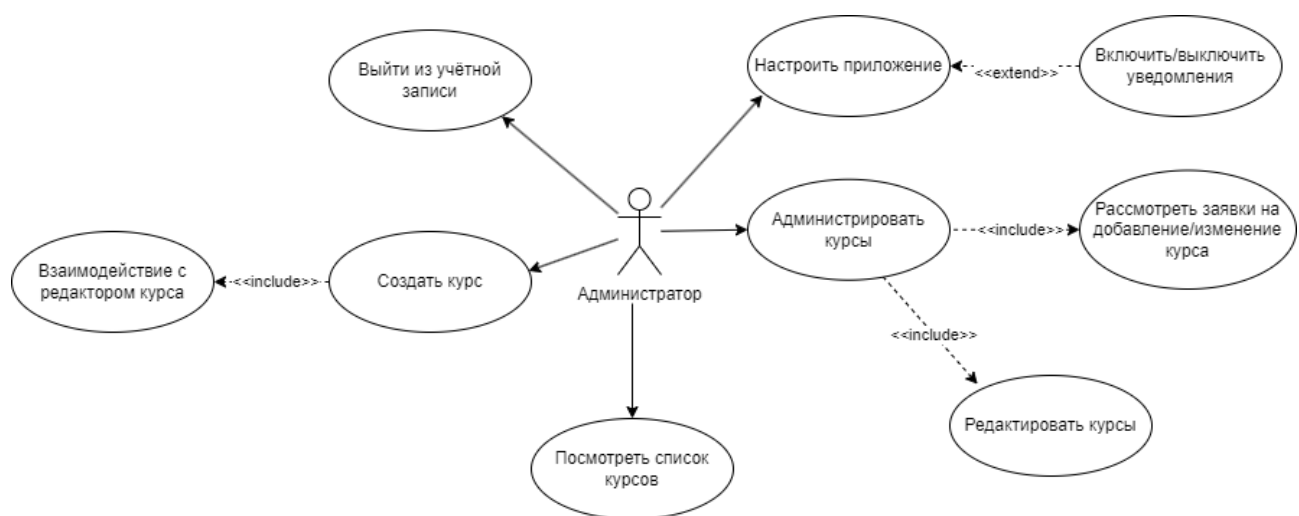 Выйти из учётной
записи
Настроить приложение
<<extend>>
Включить/выключить
уведомления
Администрировать
курсы
<<include>>
Рассмотреть заявки на
добавление/изменение
курса
Взаимодействие с
редактором курса
<<include>>
Создать курс
Администратор
<<include>>
Редактировать курсы
Посмотреть список
курсов